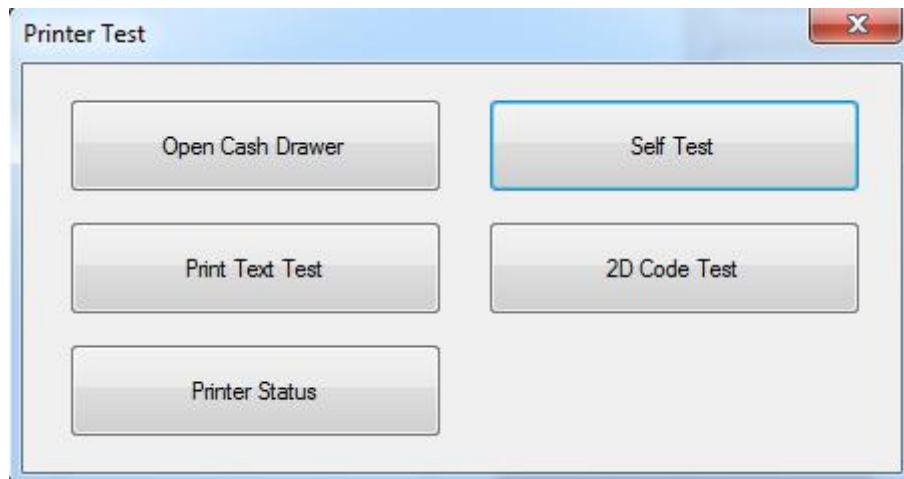 Printer Test
Open Cash Drawer
Self Test
Print Text Test
2D Code Test
Printer Status